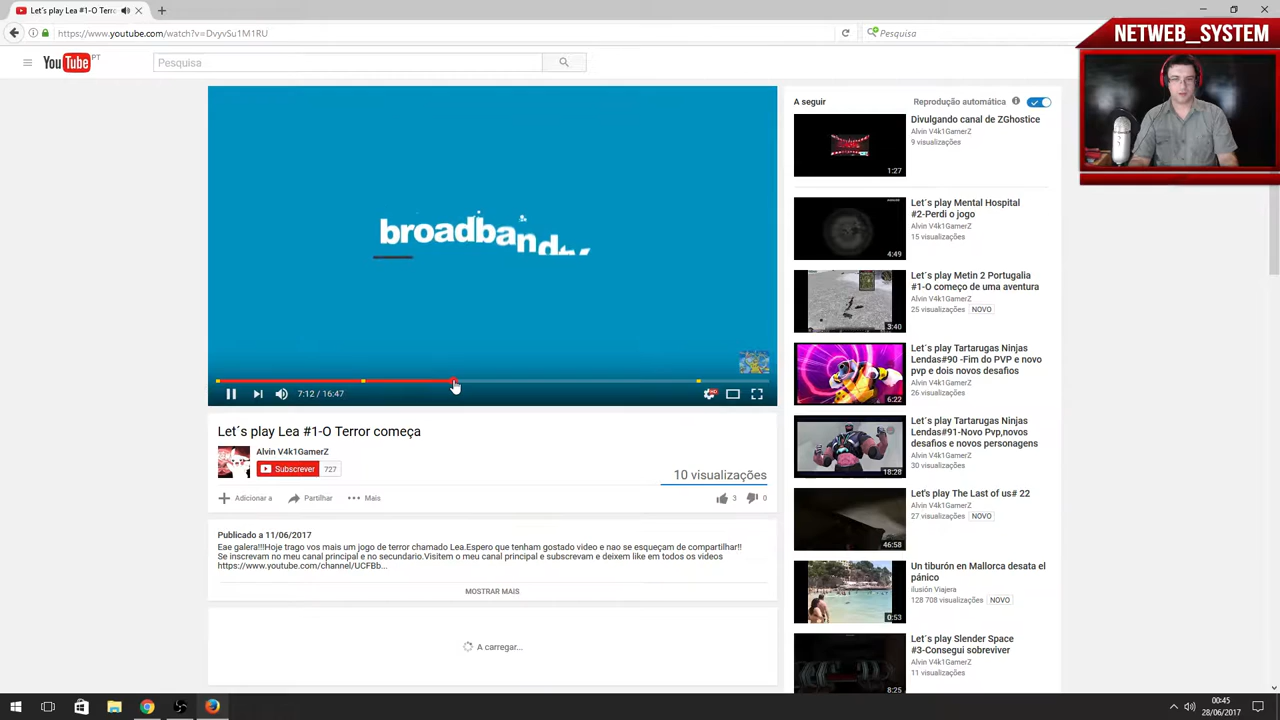 Let´s play Lea #1-O Terror
https://www.youtube.com/watch?v=DvyvSu1M1RU
Pesquisa
NETWEB_SYSTEM
YouTube PT
Pesquisa
broadbandtv
7:12 / 16:47
HD
Let´s play Lea #1-O Terror começa
Alvin V4k1GamerZ
Subscrever 727
10 visualizações
Adicionar a
Partilhar
Mais
3
0
Publicado a 11/06/2017
Eae galera!!!Hoje trago vos mais um jogo de terror chamado Lea.Espero que tenham gostado video e nao se esqueçam de compartilhar!!
Se inscrevam no meu canal principal e no secundario.Visitem o meu canal principal e subscrevam e deixem like em todos os videos
https://www.youtube.com/channel/UCFBb...
MOSTRAR MAIS
A carregar...
A seguir
Reprodução automática
Divulgando canal de ZGhostice
Alvin V4k1GamerZ
9 visualizações
1:27
Let´s play Mental Hospital
#2-Perdi o jogo
Alvin V4k1GamerZ
15 visualizações
4:49
Let´s play Metin 2 Portugalia
#1-O começo de uma aventura
Alvin V4k1GamerZ
25 visualizações NOVO
3:40
Let´s play Tartarugas Ninjas
Lendas#90 -Fim do PVP e novo
pvp e dois novos desafios
Alvin V4k1GamerZ
26 visualizações
6:22
Let´s play Tartarugas Ninjas
Lendas#91-Novo Pvp,novos
desafios e novos personagens
Alvin V4k1GamerZ
30 visualizações
18:28
Let's play The Last of us# 22
Alvin V4k1GamerZ
27 visualizações NOVO
46:58
Un tiburón en Mallorca desata el
pánico
ilusión Viajera
128 708 visualizações NOVO
0:53
Let´s play Slender Space
#3-Consegui sobreviver
Alvin V4k1GamerZ
11 visualizações
8:25
00:45
28/06/2017